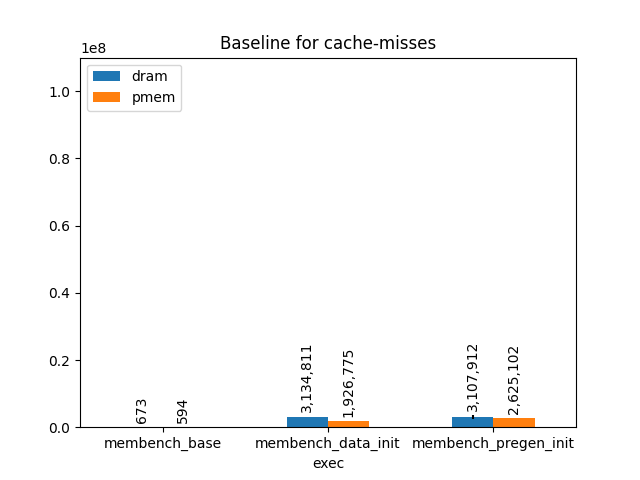 Baseline for cache-misses
1e8
dram
pmem
1.0
0.8
0.6
0.4
0.2
0.0
673
594
3,134,811
1,926,775
3,107,912
2,625,102
membench_base
membench_data_init
membench_pregen_init
exec